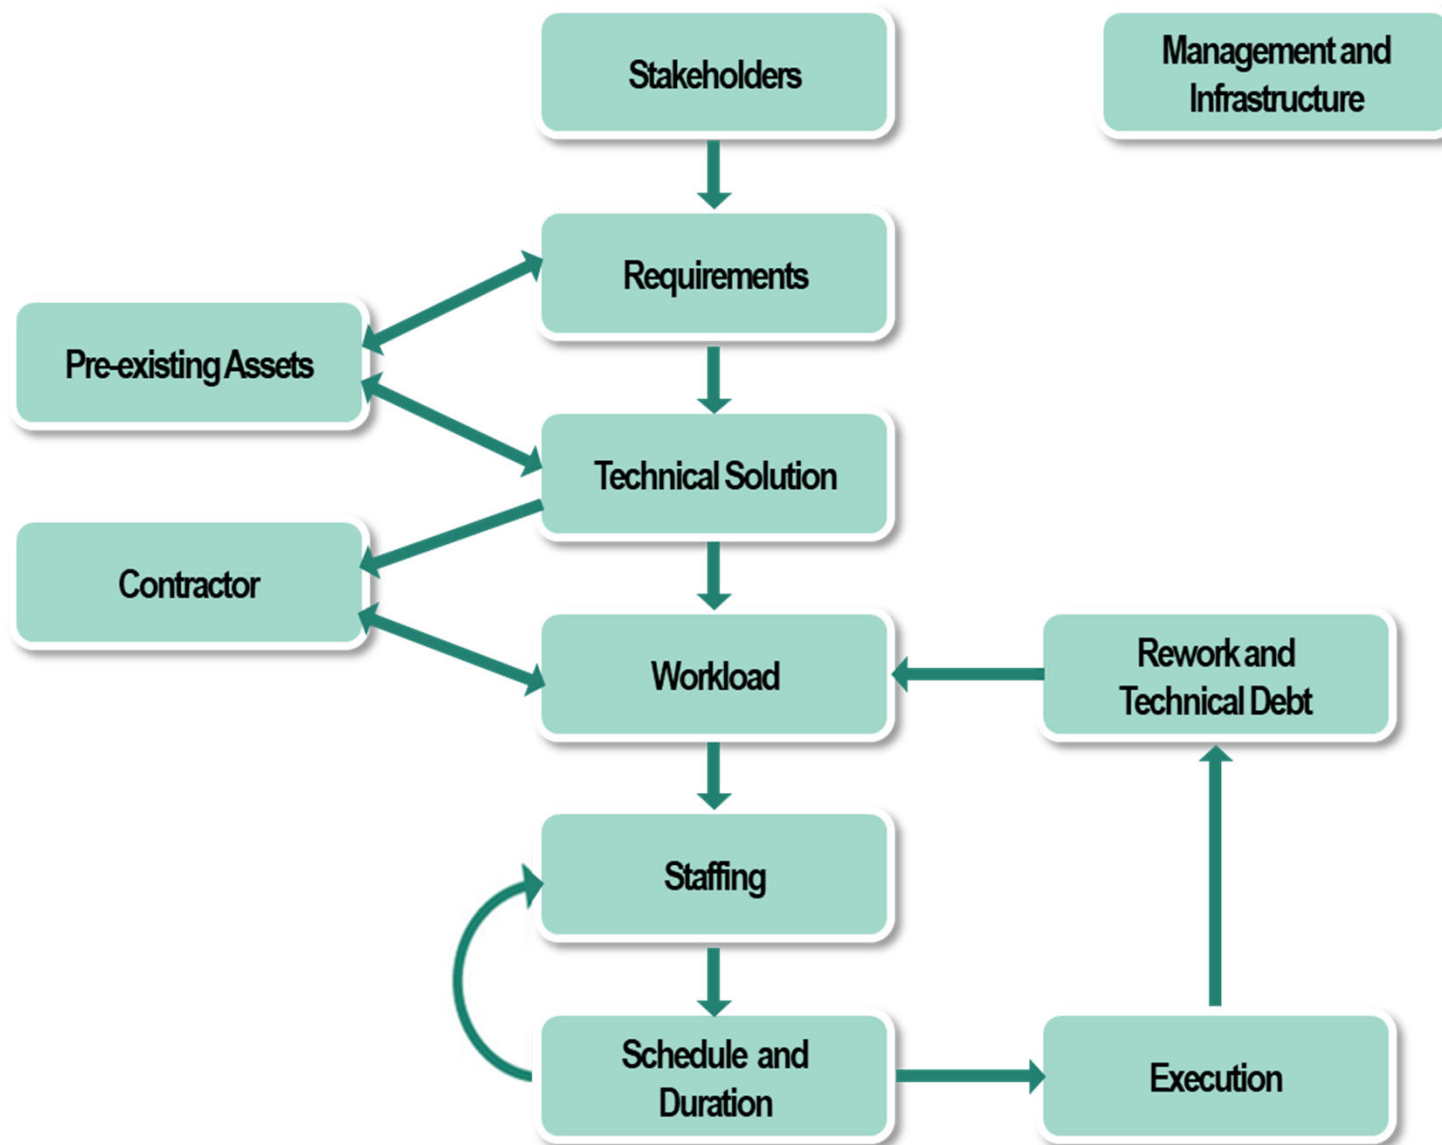 Stakeholders
Management and
Infrastructure
Requirements
Pre-existing Assets
Technical Solution
Contractor
Workload
Rework and
Technical Debt
Staffing
Schedule and
Duration
Execution